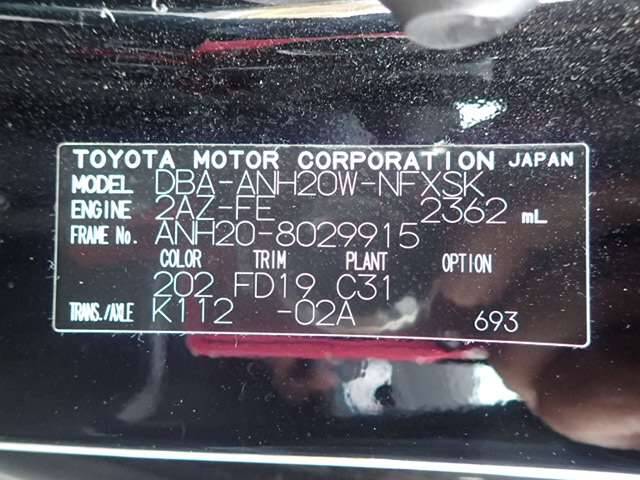 TOYOTA MOTOR CORPORATION JAPAN
MODEL DBA-ANH20W-NFXSK
ENGINE 2AZ-FE 2362 mL
FRAME No. ANH20-8029915
COLOR TRIM PLANT OPTION
202 FD19 C31
TRANS./AXLE K112 -02A 693